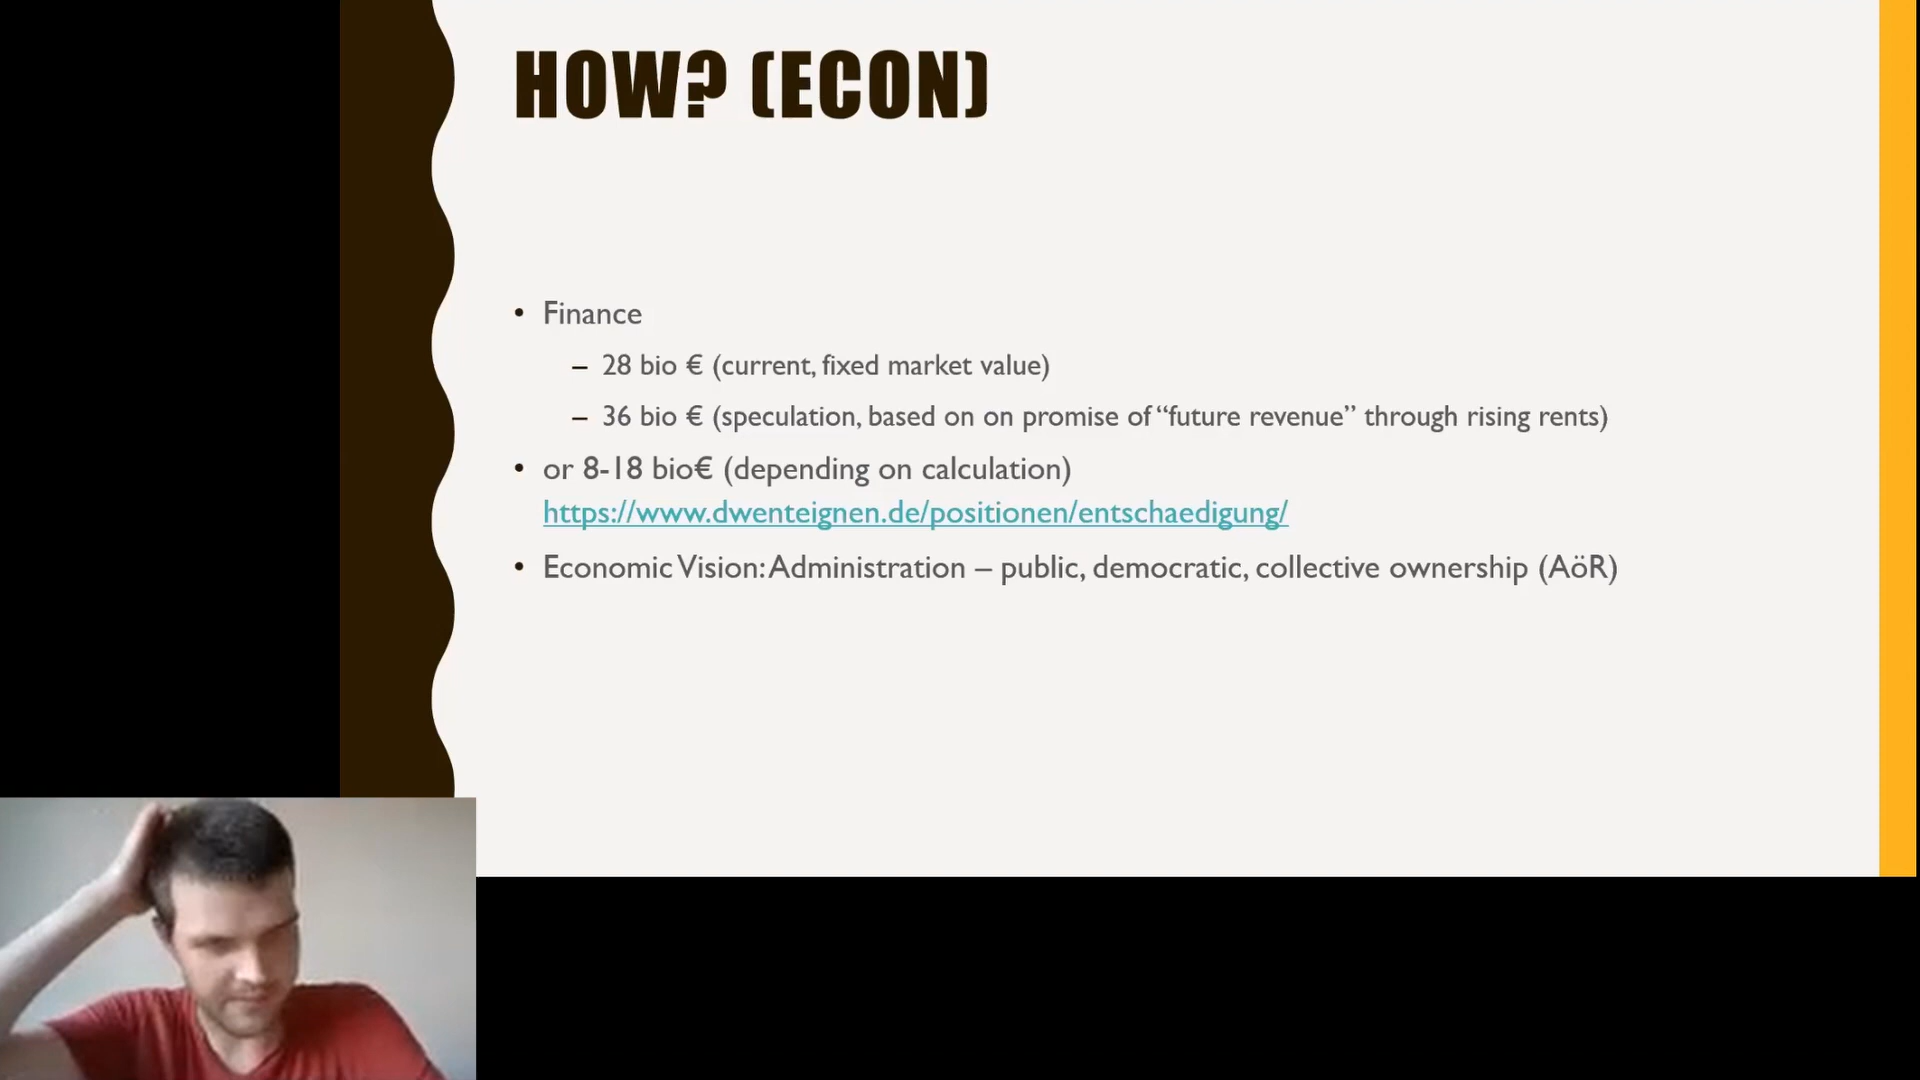 HOW? (ECON)
• Finance
– 28 bio € (current, fixed market value)
– 36 bio € (speculation, based on on promise of “future revenue” through rising rents)
• or 8-18 bio€ (depending on calculation)
https://www.dwenteignen.de/positionen/entschaedigung/
• Economic Vision: Administration – public, democratic, collective ownership (AöR)